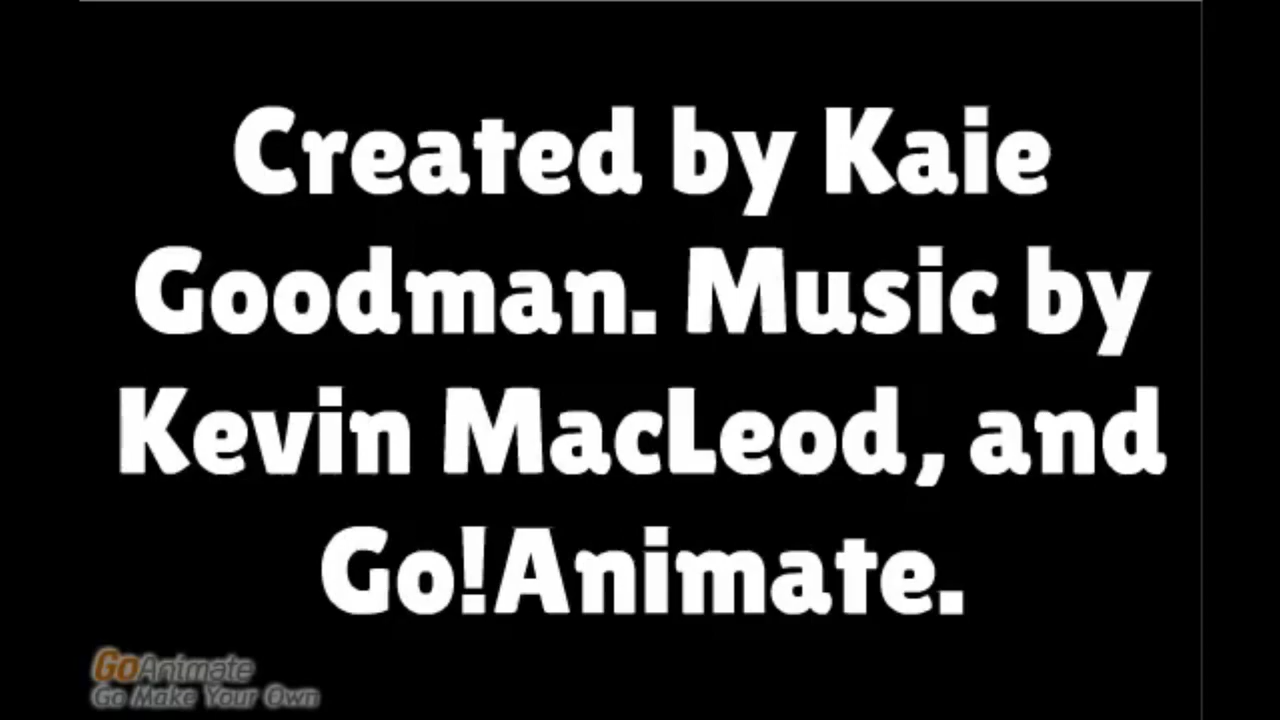 Created by Kaie
Goodman. Music by
Kevin MacLeod, and
Go!Animate.
GoAnimate
Go Make Your Own